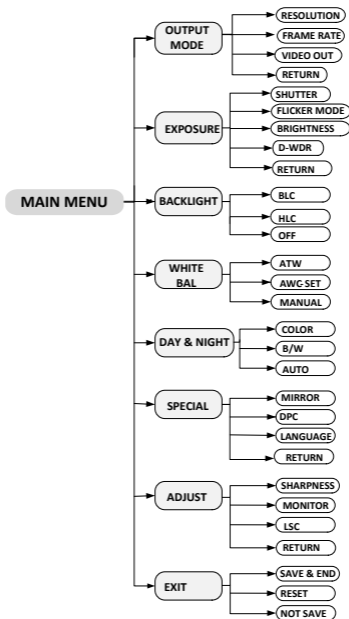 MAIN MENU
OUTPUT
MODE
RESOLUTION
FRAME RATE
VIDEO OUT
RETURN
EXPOSURE
SHUTTER
FLICKER MODE
BRIGHTNESS
D-WDR
RETURN
BACKLIGHT
BLC
HLC
OFF
WHITE
BAL
ATW
AWC-SET
MANUAL
DAY & NIGHT
COLOR
B/W
AUTO
SPECIAL
MIRROR
DPC
LANGUAGE
RETURN
ADJUST
SHARPNESS
MONITOR
LSC
RETURN
EXIT
SAVE & END
RESET
NOT SAVE